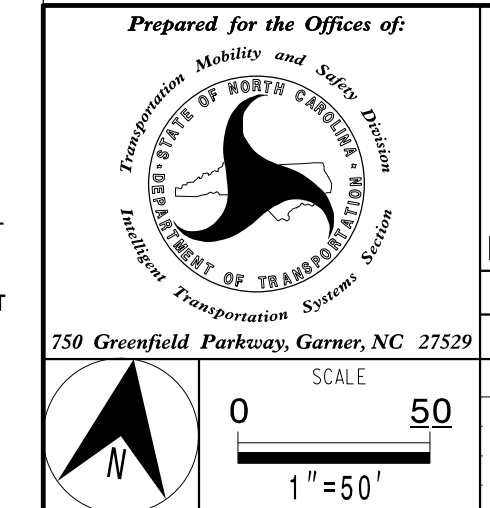 Prepared for the Offices of:
Transportation Mobility and Safety Division
STATE OF NORTH CAROLINA
DEPARTMENT OF TRANSPORTATION
Intelligent Transportation Systems Section
750 Greenfield Parkway, Garner, NC 27529
SCALE
0 50
N
1"=50'